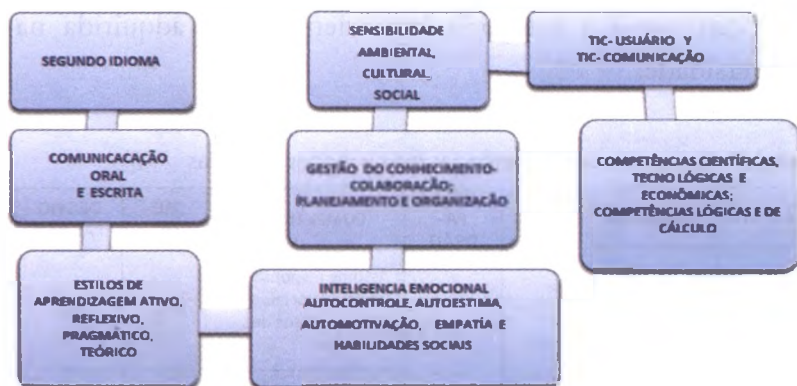 SEGUNDO IDIOMA
COMUNICACAÇÃO
ORAL
E ESCRITA
ESTILOS DE
APRENDIZAGEM ATIVO,
REFLEXIVO,
PRAGMÁTICO,
TEÓRICO
INTELIGENCIA EMOCIONAL
AUTOCONTROLE, AUTOESTIMA,
AUTOMOTIVAÇÃO, EMPATÍA E
HABILIDADES SOCIAIS
GESTÃO DO CONHECIMENTO-
COLABORAÇÃO;
PLANEJAMENTO E ORGANIZAÇÃO
SENSIBILIDADE
AMBIENTAL,
CULTURAL,
SOCIAL
TIC- USUÁRIO Y
TIC- COMUNICAÇÃO
COMPETÊNCIAS CIENTÍFICAS,
TECNO LÓGICAS E
ECONÔMICAS;
COMPETÊNCIAS LÓGICAS E DE
CÁLCULO